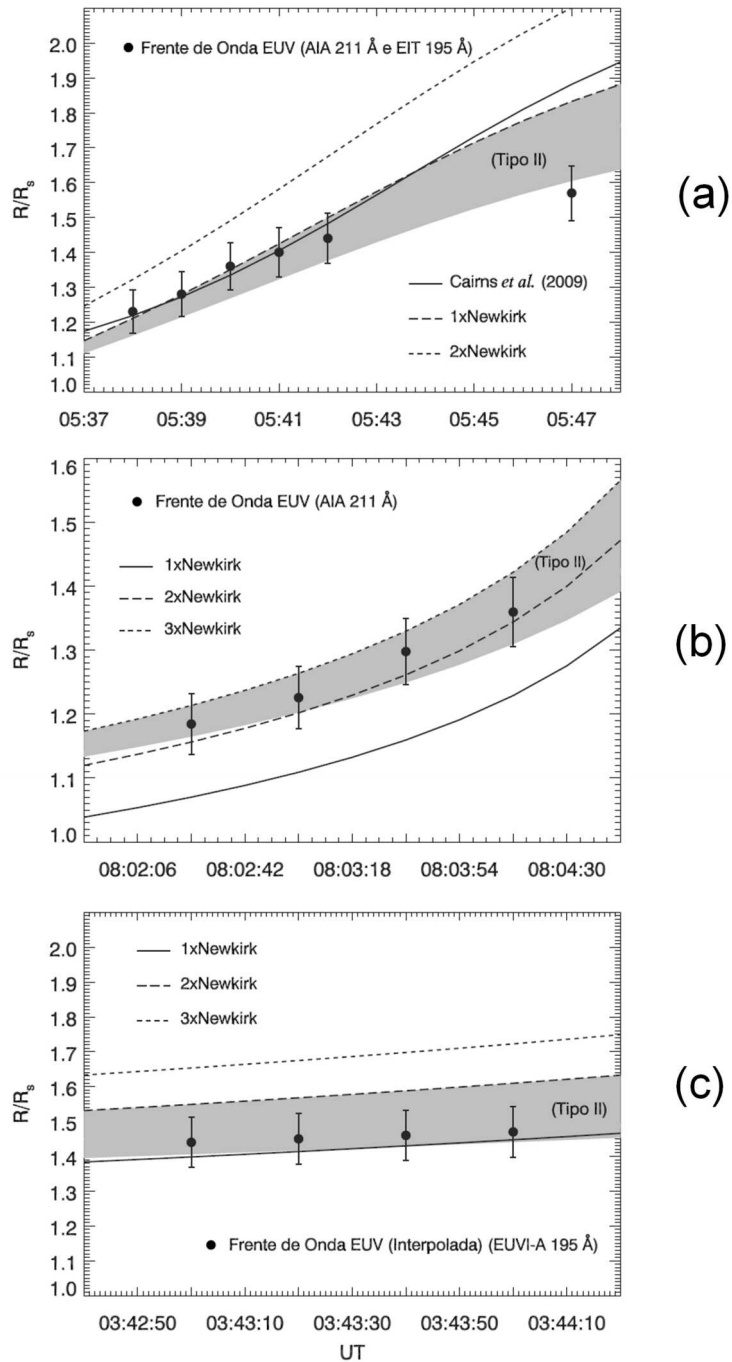 2.0
1.9
1.8
1.7
1.6
1.5
1.4
1.3
1.2
1.1
1.0
R/Rs
Frente de Onda EUV (AIA 211 Å e EIT 195 Å)
(Tipo II)
Cairns et al. (2009)
1xNewkirk
2xNewkirk
05:37 05:39 05:41 05:43 05:45 05:47
(a)
1.6
1.5
1.4
1.3
1.2
1.1
1.0
R/Rs
Frente de Onda EUV (AIA 211 Å)
1xNewkirk
2xNewkirk
3xNewkirk
(Tipo II)
08:02:06 08:02:42 08:03:18 08:03:54 08:04:30
(b)
2.0
1.9
1.8
1.7
1.6
1.5
1.4
1.3
1.2
1.1
1.0
R/Rs
1xNewkirk
2xNewkirk
3xNewkirk
(Tipo II)
Frente de Onda EUV (Interpolada) (EUVI-A 195 Å)
03:42:50 03:43:10 03:43:30 03:43:50 03:44:10
UT
(c)